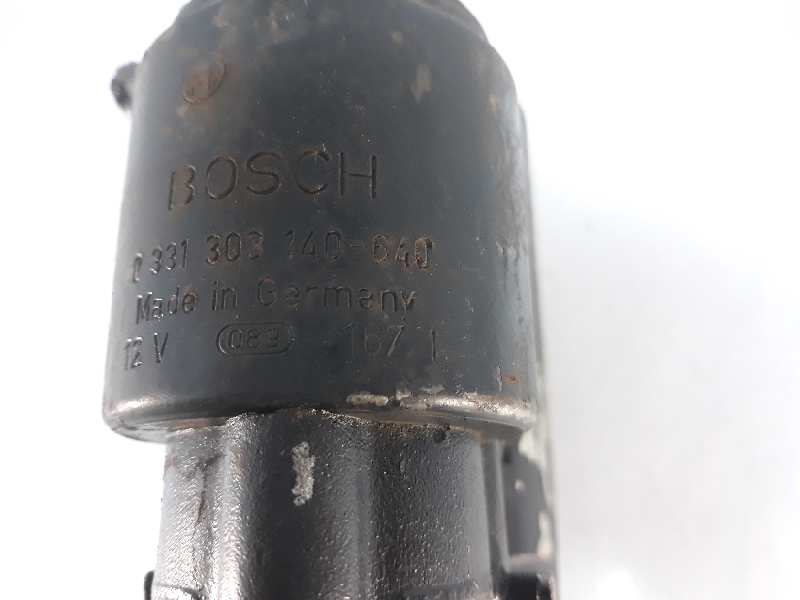 BOSCH
0 331 303 140-640
Made in Germany
12 V 083 167 1